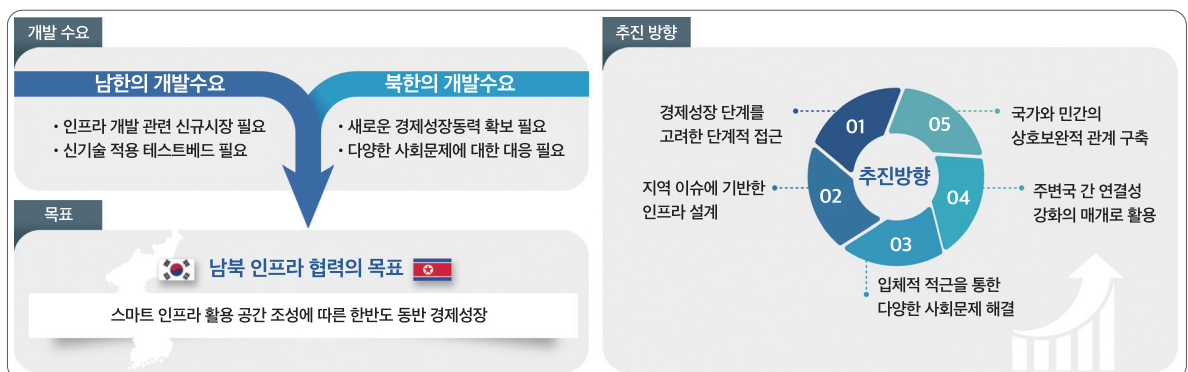 개발 수요
남한의 개발수요
· 인프라 개발 관련 신규시장 필요
· 신기술 적용 테스트베드 필요
북한의 개발수요
· 새로운 경제성장동력 확보 필요
· 다양한 사회문제에 대한 대응 필요
목표
남북 인프라 협력의 목표
스마트 인프라 활용 공간 조성에 따른 한반도 동반 경제성장
추진 방향
추진방향
01
경제성장 단계를
고려한 단계적 접근
02
지역 이슈에 기반한
인프라 설계
03
입체적 적근을 통한
다양한 사회문제 해결
04
주변국 간 연결성
강화의 매개로 활용
05
국가와 민간의
상호보완적 관계 구축